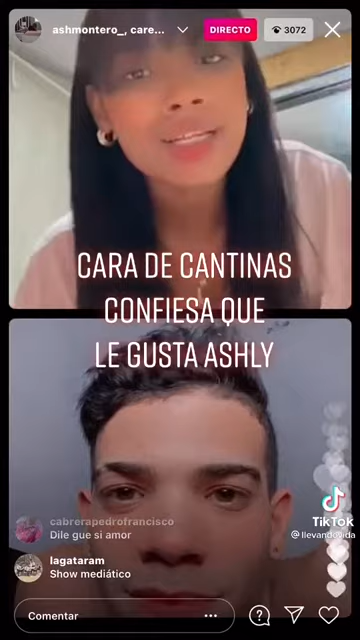 ashmontero_, care...
DIRECTO
3072
CARA DE CANTINAS
CONFIESA QUE
LE GUSTA ASHLY
cabrerapedrofrancisco
Dile gue si amor
lagataram
Show mediático
TikTok
@llevandovida
Comentar